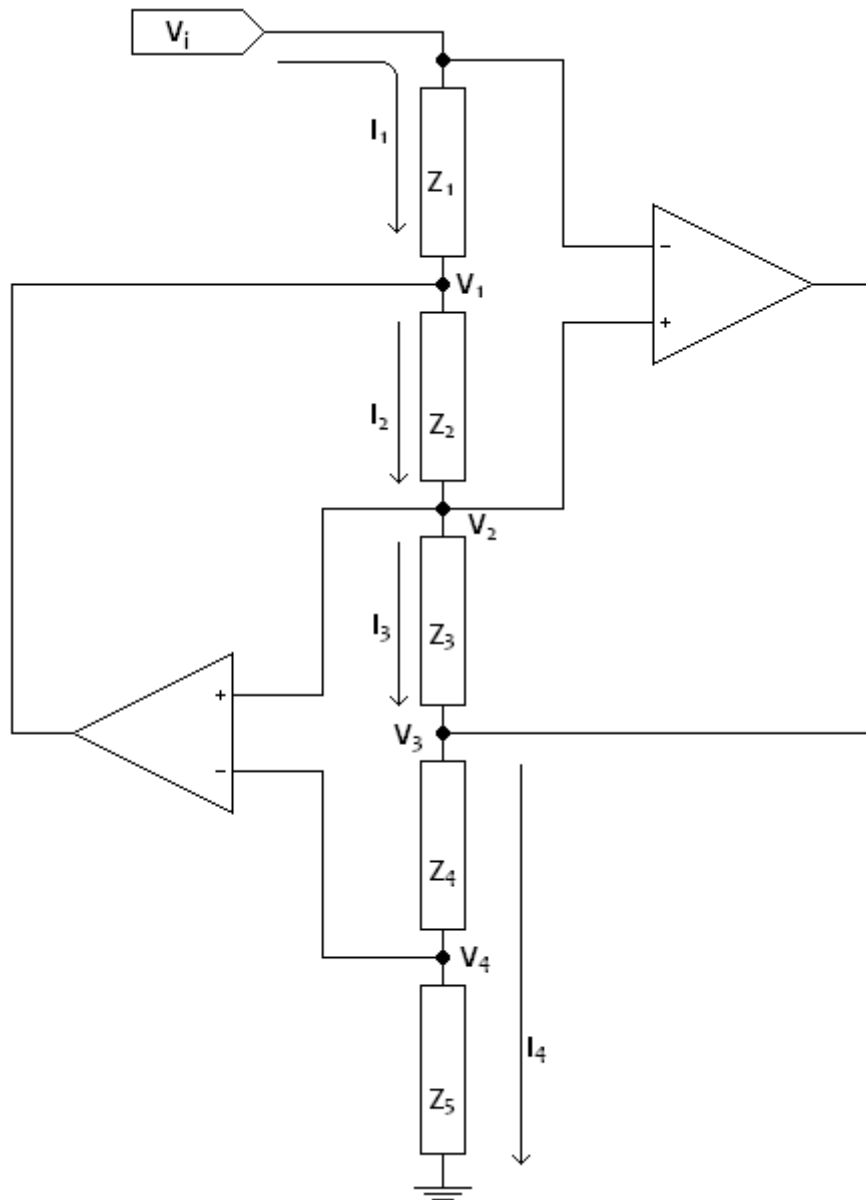 Vᵢ
I₁
Z₁
−
V₁
+
I₂
Z₂
V₂
I₃
Z₃
+
V₃
−
Z₄
V₄
I₄
Z₅